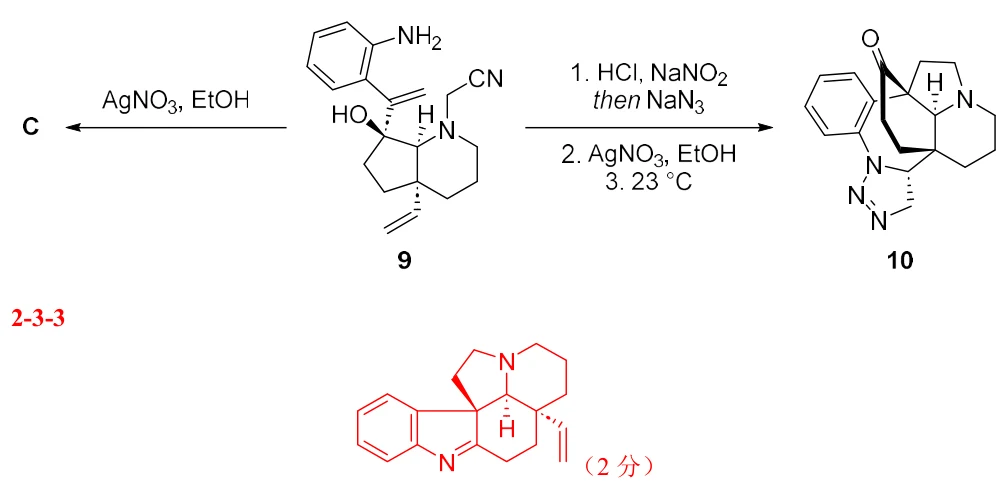 NH₂
CN
HO
H
N
AgNO₃, EtOH
C
1. HCl, NaNO₂
then NaN₃
2. AgNO₃, EtOH
3. 23 °C
O
H
N
N
N
N
9
10
2-3-3
N
H
N
（2 分）